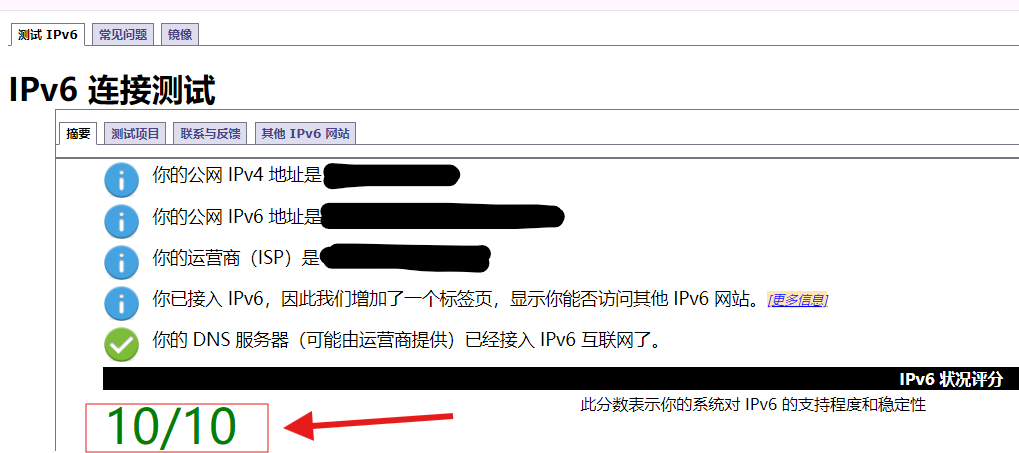 测试 IPv6 常见问题 镜像
IPv6 连接测试
摘要 测试项目 联系与反馈 其他 IPv6 网站
你的公网 IPv4 地址是
你的公网 IPv6 地址是
你的运营商（ISP）是
你已接入 IPv6，因此我们增加了一个标签页，显示你能否访问其他 IPv6 网站。[更多信息]
你的 DNS 服务器（可能由运营商提供）已经接入 IPv6 互联网了。
IPv6 状况评分
10/10
此分数表示你的系统对 IPv6 的支持程度和稳定性